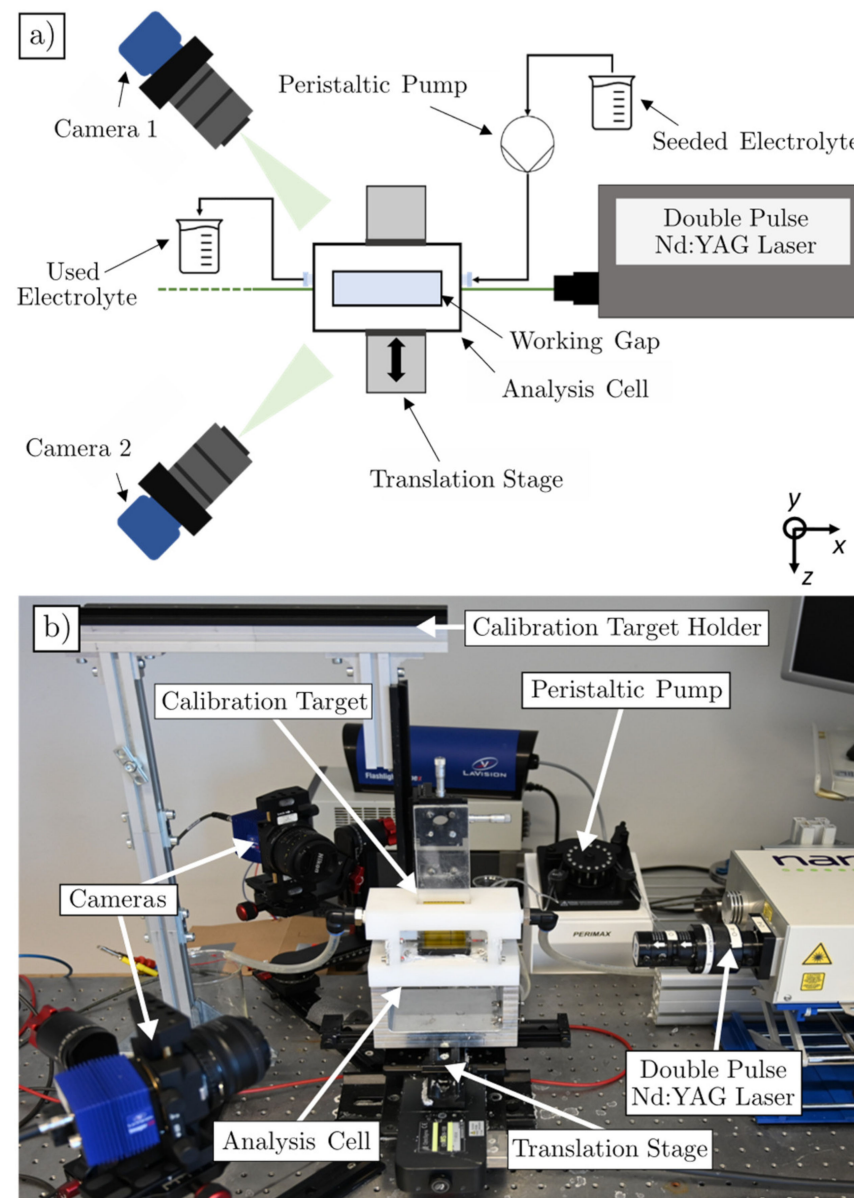 a)
Camera 1
Peristaltic Pump
Seeded Electrolyte
Double Pulse
Nd:YAG Laser
Used
Electrolyte
Working Gap
Analysis Cell
Camera 2
Translation Stage
y
x
z
b)
Calibration Target Holder
Calibration Target
Peristaltic Pump
LAVISION
Cameras
PERIMAX
nan
Double Pulse
Nd:YAG Laser
Analysis Cell
Translation Stage